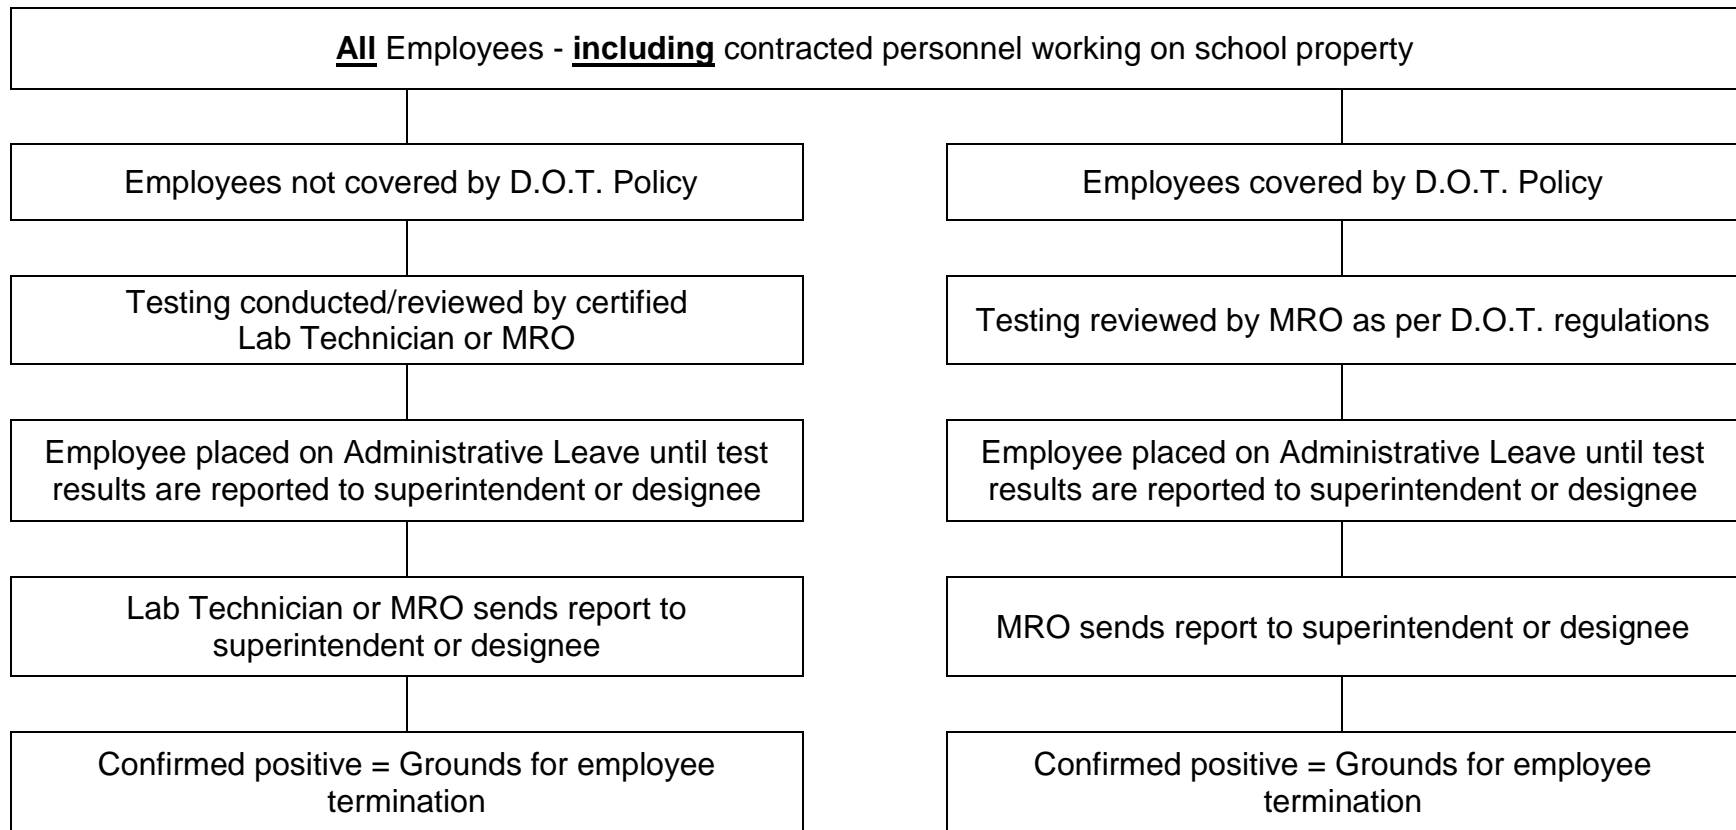 All Employees - including contracted personnel working on school property
Employees not covered by D.O.T. Policy
Employees covered by D.O.T. Policy
Testing conducted/reviewed by certified
Lab Technician or MRO
Testing reviewed by MRO as per D.O.T. regulations
Employee placed on Administrative Leave until test
results are reported to superintendent or designee
Employee placed on Administrative Leave until test
results are reported to superintendent or designee
Lab Technician or MRO sends report to
superintendent or designee
MRO sends report to superintendent or designee
Confirmed positive = Grounds for employee
termination
Confirmed positive = Grounds for employee
termination